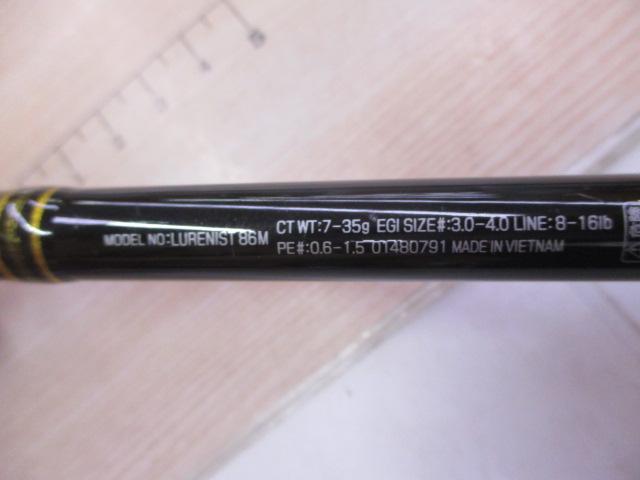 MODEL NO:LURENIST 86M
CT WT:7-35g EGI SIZE#:3.0-4.0 LINE:8-16lb
PE#:0.6-1.5 01480791 MADE IN VIETNAM
5